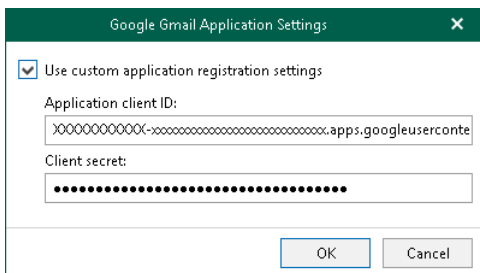 Google Gmail Application Settings
Use custom application registration settings
Application client ID:
XXXXXXXXXXX-xxxxxxxxxxxxxxxxxxxxxxxxxxxx.apps.googleuserconte
Client secret:
●●●●●●●●●●●●●●●●●●●●●●●●●●●●●●●●●●●
OK Cancel